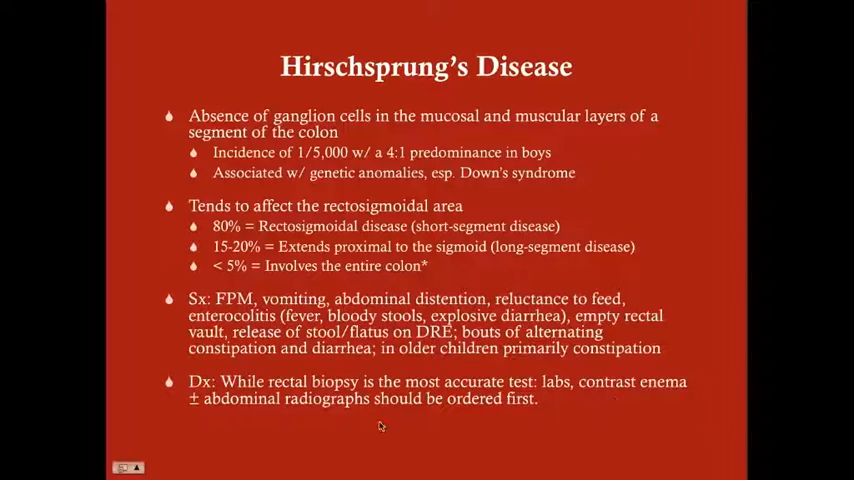 Hirschsprung's Disease
Absence of ganglion cells in the mucosal and muscular layers of a
segment of the colon
Incidence of 1/5,000 w/ a 4:1 predominance in boys
Associated w/ genetic anomalies, esp. Down's syndrome
Tends to affect the rectosigmoidal area
80% = Rectosigmoidal disease (short-segment disease)
15-20% = Extends proximal to the sigmoid (long-segment disease)
< 5% = Involves the entire colon*
Sx: FPM, vomiting, abdominal distention, reluctance to feed,
enterocolitis (fever, bloody stools, explosive diarrhea), empty rectal
vault, release of stool/flatus on DRE; bouts of alternating
constipation and diarrhea; in older children primarily constipation
Dx: While rectal biopsy is the most accurate test: labs, contrast enema
± abdominal radiographs should be ordered first.